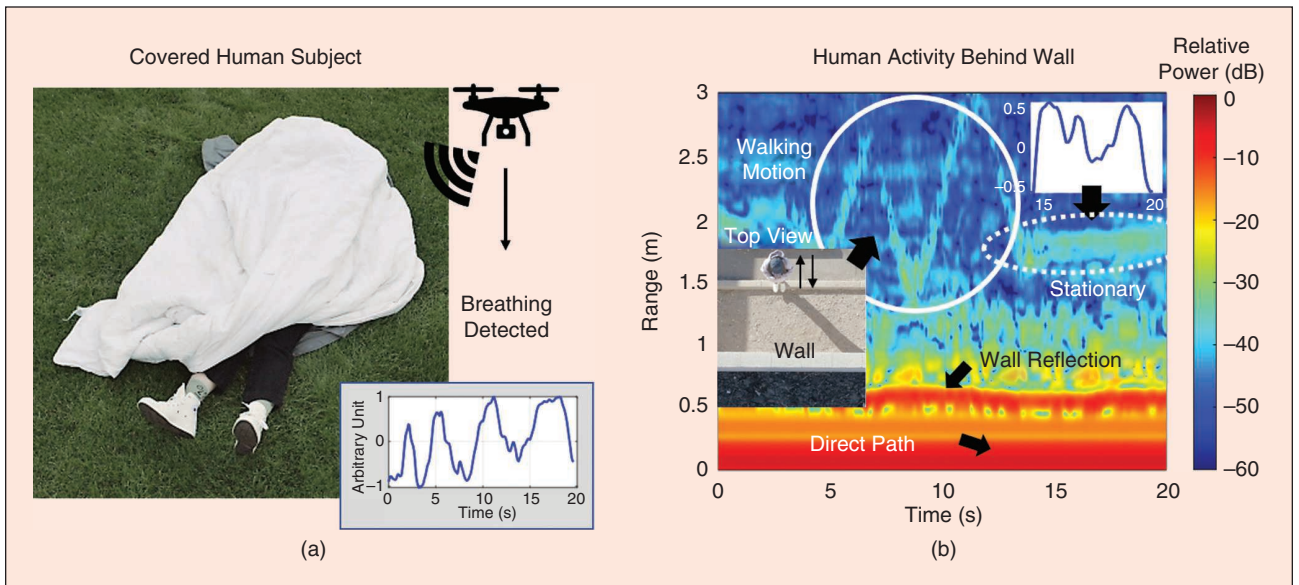 Covered Human Subject
Breathing
Detected
Arbitrary Unit
1
0
–1
0
5
10
15
20
Time (s)
(a)
Human Activity Behind Wall
Relative
Power (dB)
Range (m)
3
2.5
2
1.5
1
0.5
0
Walking
Motion
Top View
Wall
0.5
0
–0.5
15
20
Stationary
Wall Reflection
Direct Path
0
5
10
15
20
Time (s)
0
–10
–20
–30
–40
–50
–60
(b)